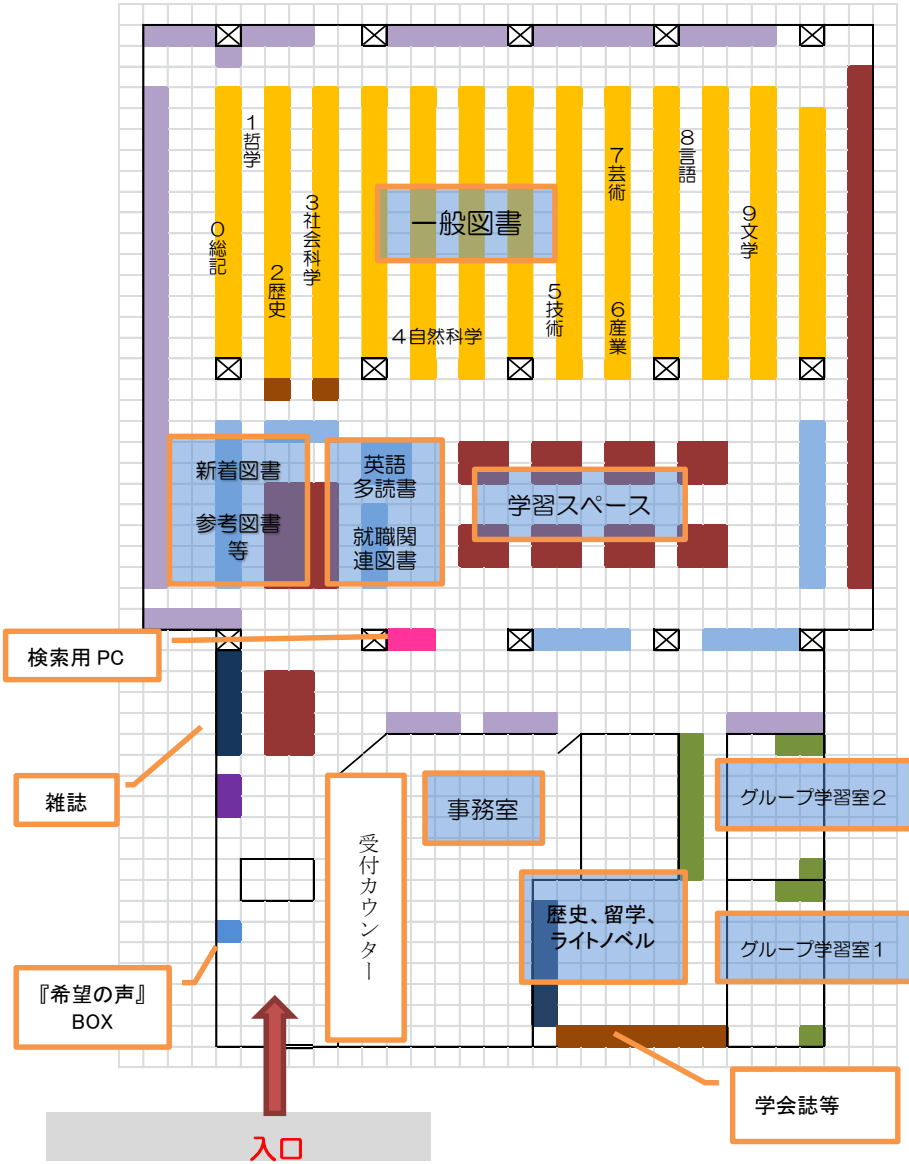 1哲学
8言語
7芸術
3社会科学
一般図書
9文学
0総記
2歴史
5技術
6産業
4自然科学
新着図書
参考図書
等
英語
多読書
就職関
連図書
学習スペース
検索用 PC
雑誌
受付カウンター
事務室
グループ学習室2
歴史、留学、
ライトノベル
グループ学習室1
『希望の声』
BOX
学会誌等
入口